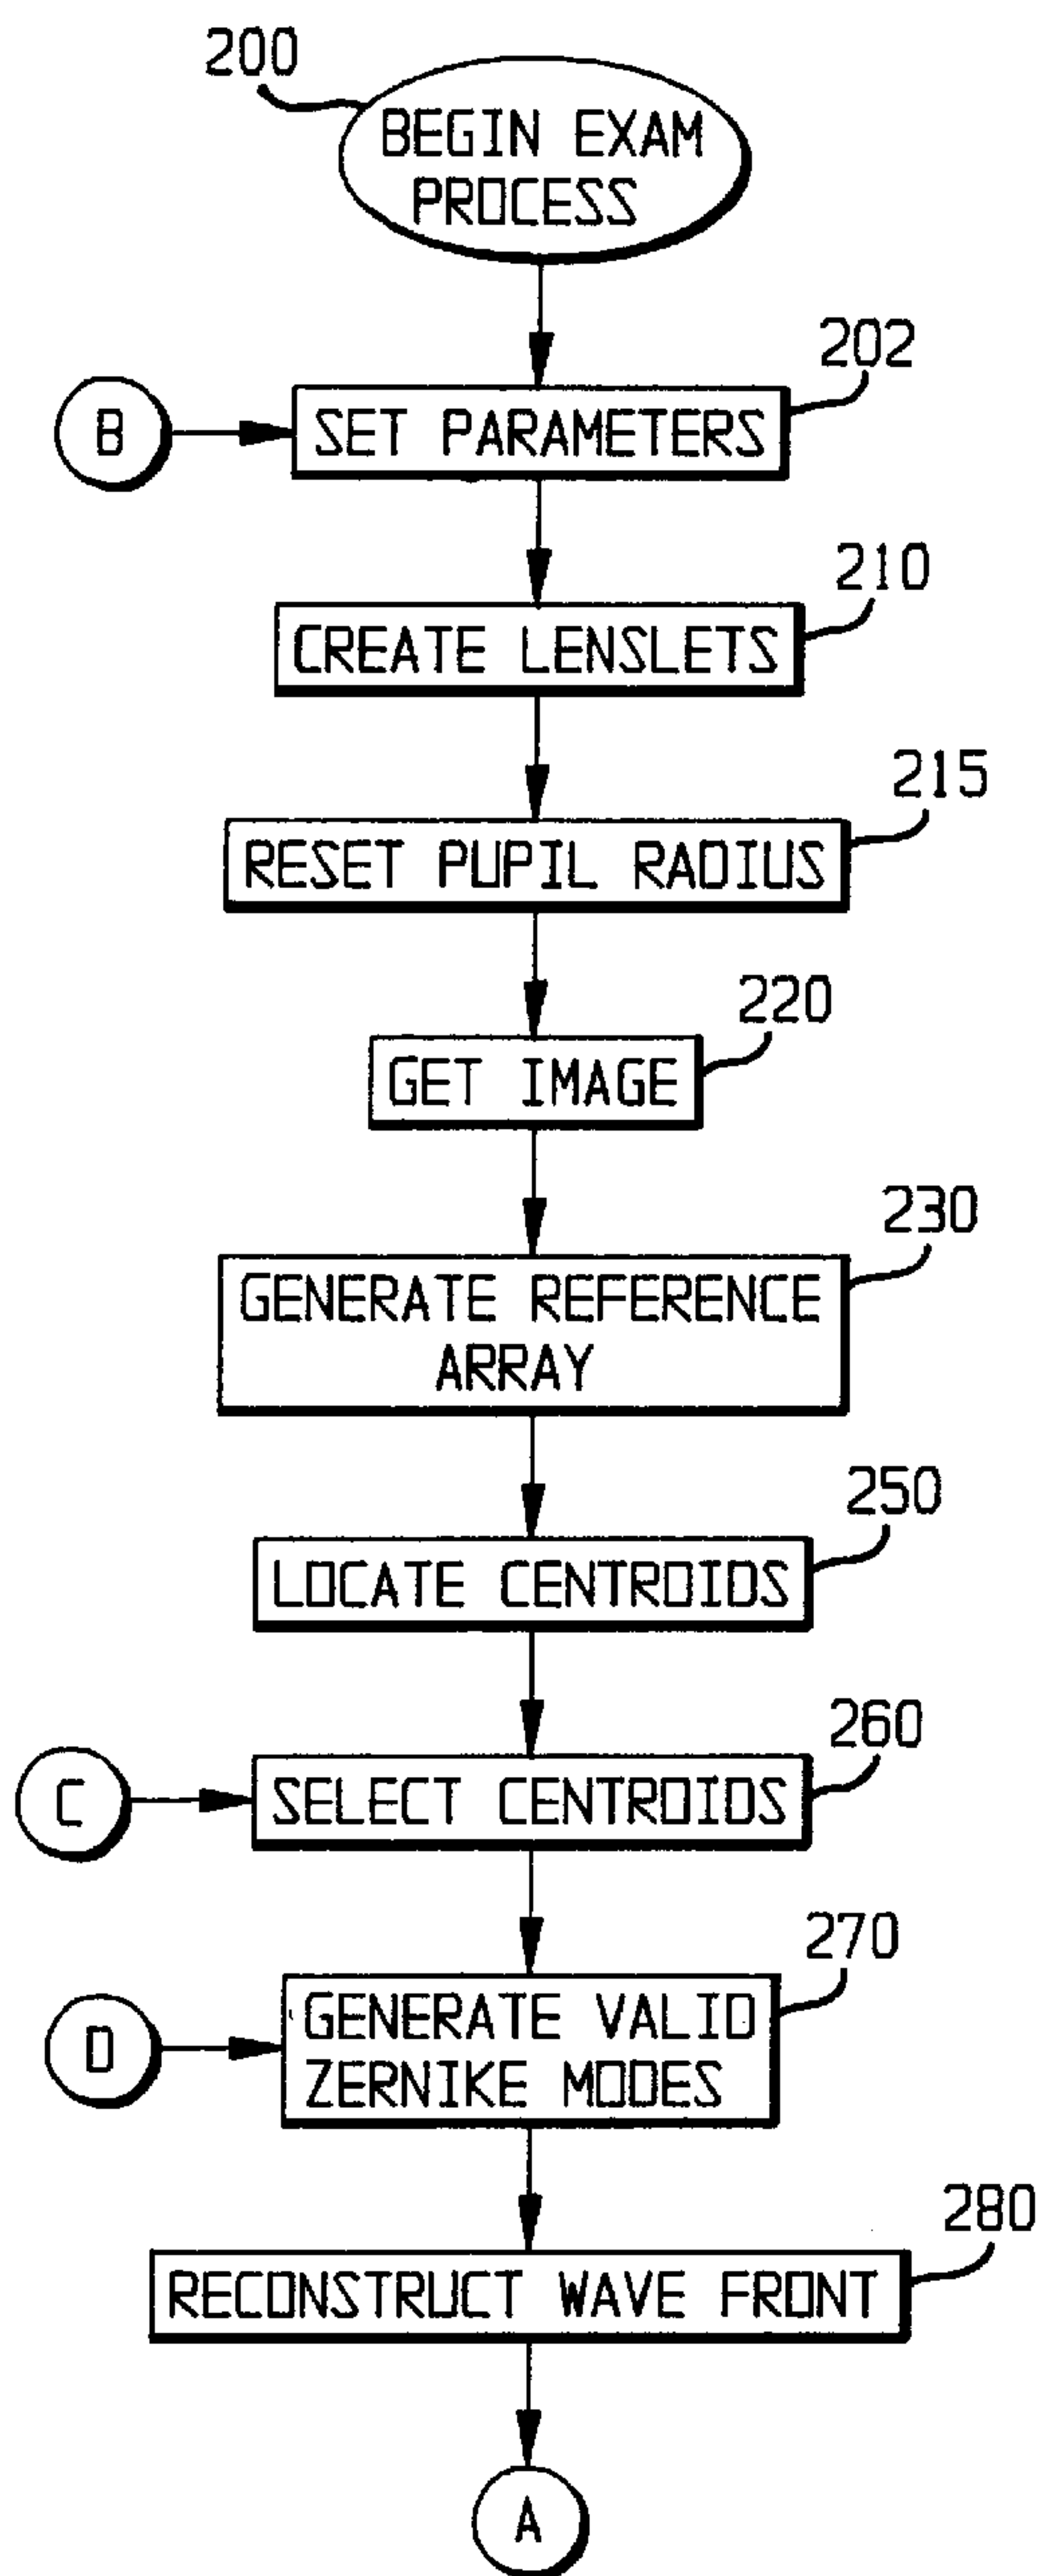 200
BEGIN EXAM
PROCESS
202
B
SET PARAMETERS
210
CREATE LENSLETS
215
RESET PUPIL RADIUS
220
GET IMAGE
230
GENERATE REFERENCE
ARRAY
250
LOCATE CENTROIDS
260
C
SELECT CENTROIDS
270
D
GENERATE VALID
ZERNIKE MODES
280
RECONSTRUCT WAVE FRONT
A